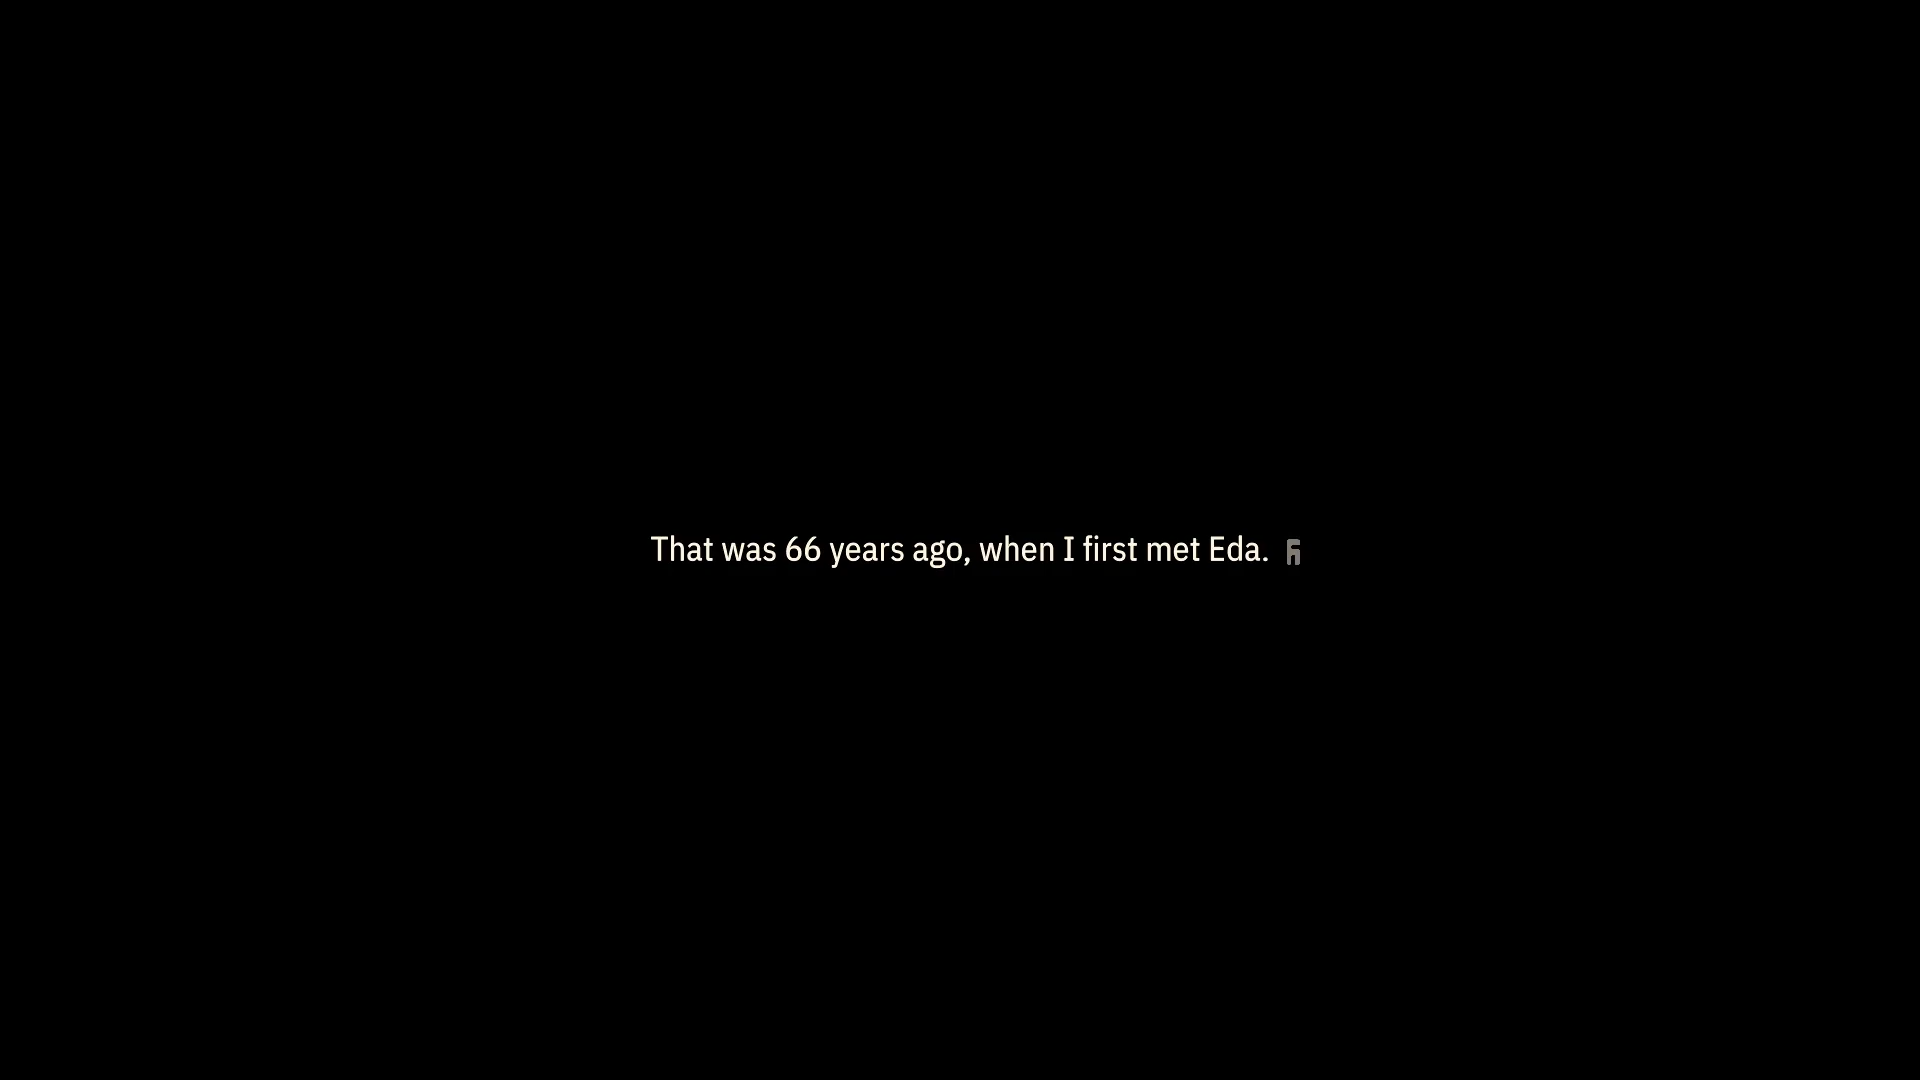 That was 66 years ago, when I first met Eda.